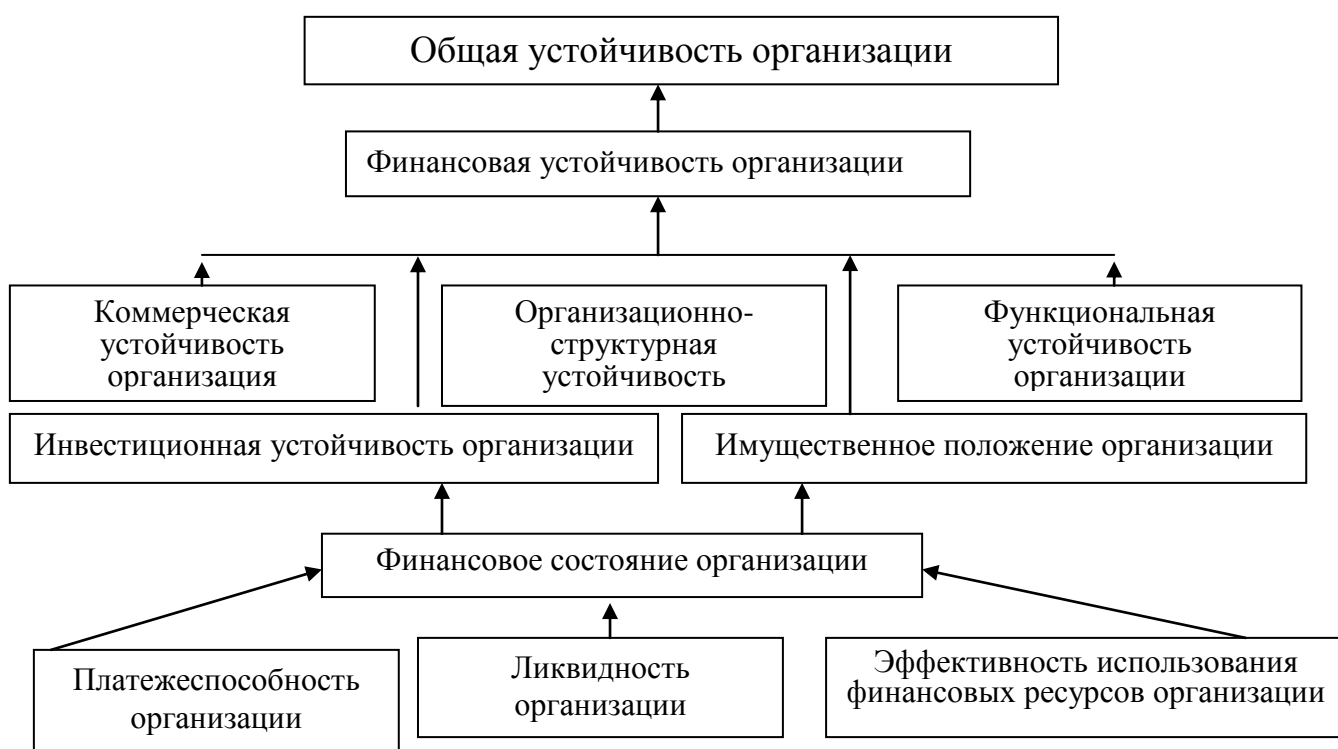 Общая устойчивость организации
Финансовая устойчивость организации
Коммерческая
устойчивость
организация
Организационно-
структурная
устойчивость
Функциональная
устойчивость
организации
Инвестиционная устойчивость организации
Имущественное положение организации
Финансовое состояние организации
Платежеспособность
организации
Ликвидность
организации
Эффективность использования
финансовых ресурсов организации